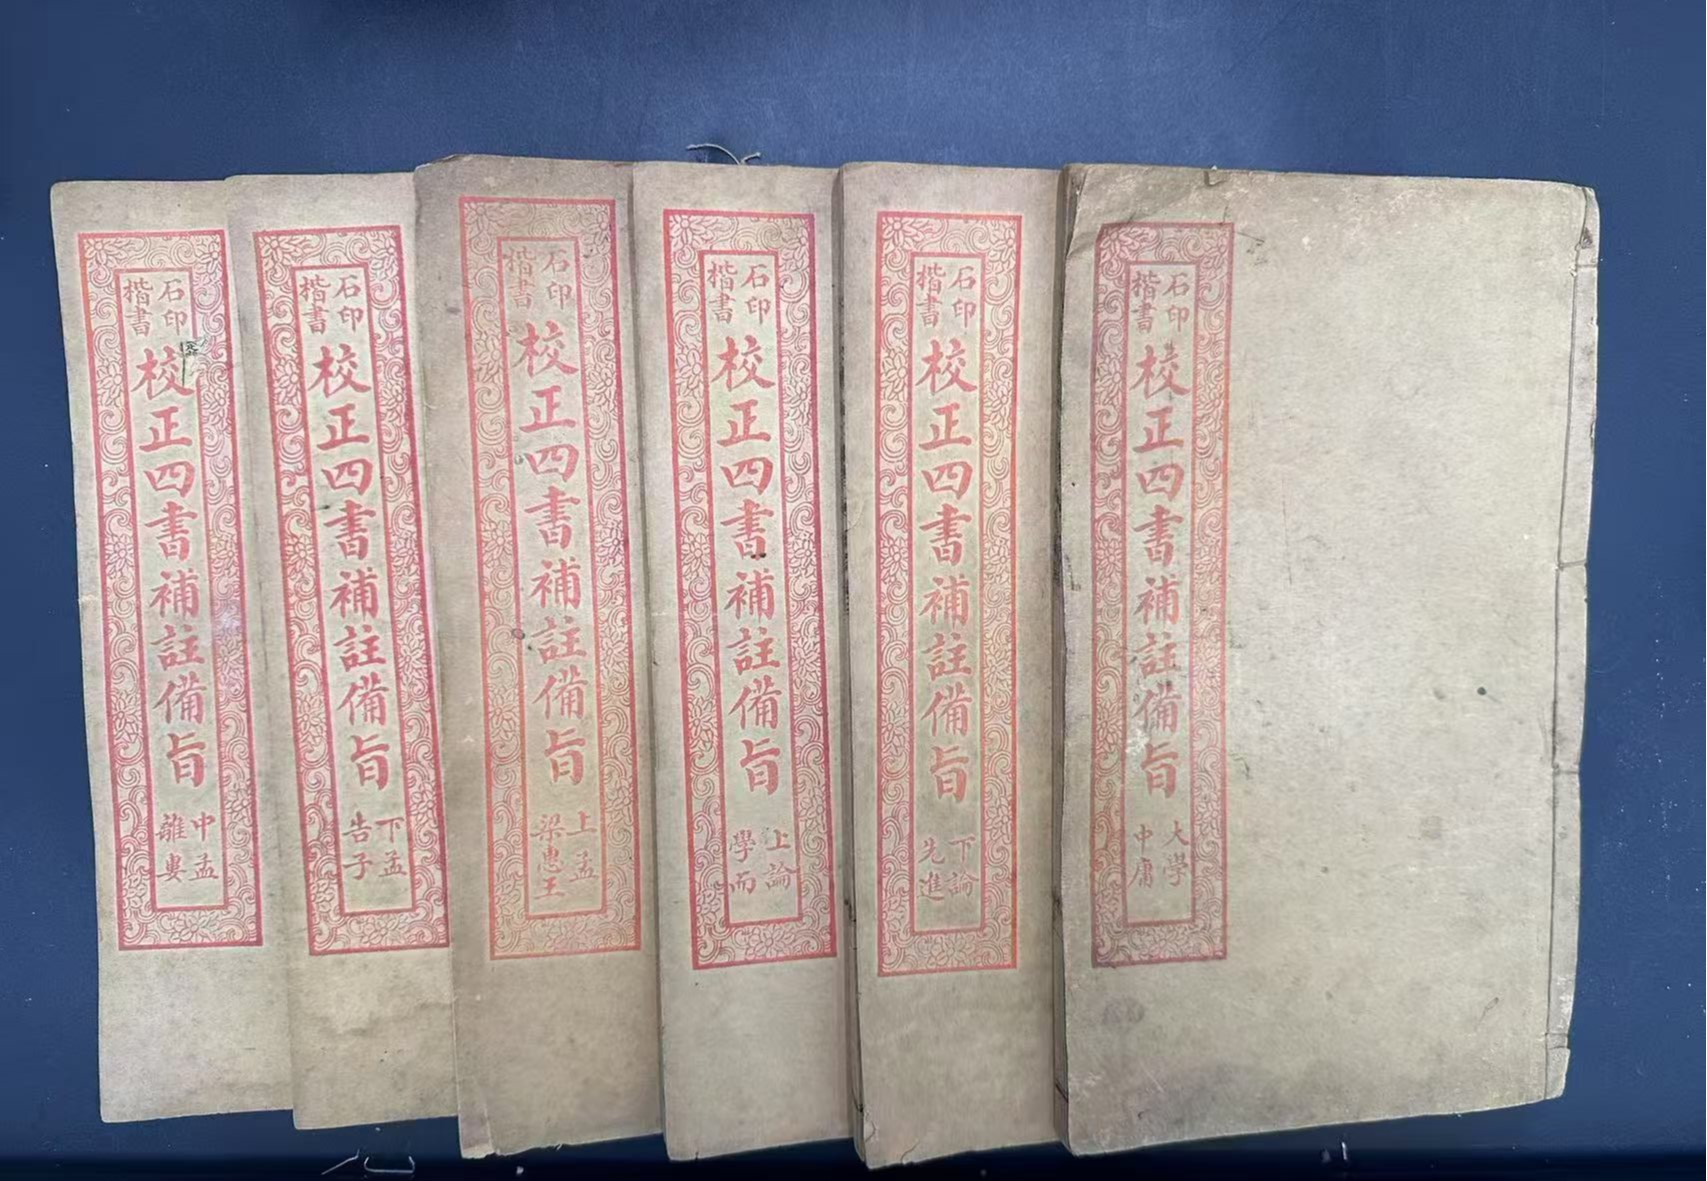 石印
楷書
校正四書補註備旨
大學
中庸
石印
楷書
校正四書補註備旨
下論
先進
石印
楷書
校正四書補註備旨
上論
學而
石印
楷書
校正四書補註備旨
上孟
梁惠王
石印
楷書
校正四書補註備旨
下孟
告子
石印
楷書
校正四書補註備旨
中孟
離婁